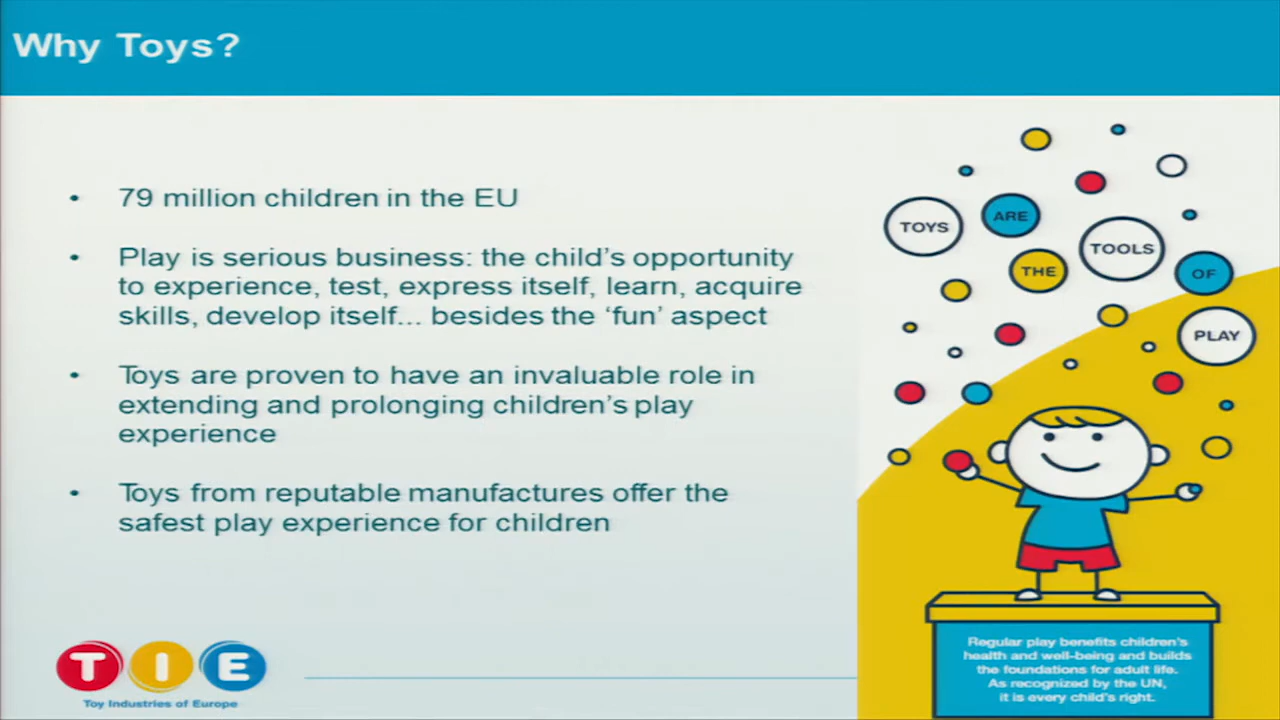 Why Toys?
• 79 million children in the EU
• Play is serious business: the child's opportunity
to experience, test, express itself, learn, acquire
skills, develop itself... besides the 'fun' aspect
• Toys are proven to have an invaluable role in
extending and prolonging children's play
experience
• Toys from reputable manufactures offer the
safest play experience for children
TOYS
ARE
THE
TOOLS
OF
PLAY
Regular play benefits children's
health and well-being and builds
the foundations for adult life.
As recognized by the UN,
it is every child's right.
TIE
Toy Industries of Europe